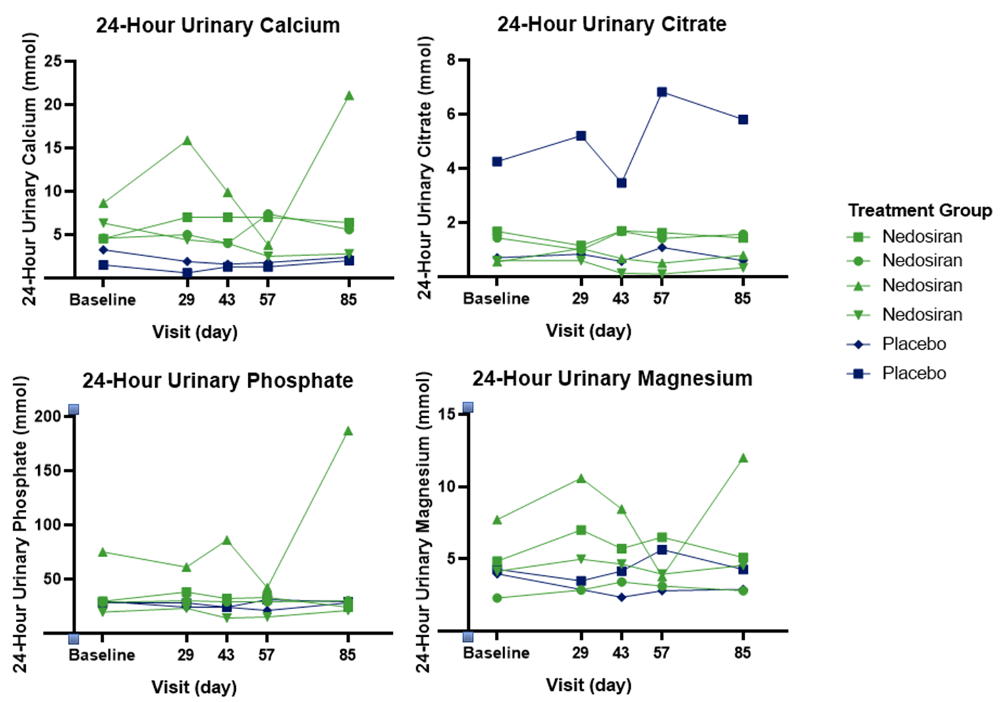 24-Hour Urinary Calcium
24-Hour Urinary Calcium (mmol)
25
20
15
10
5
Baseline 29 43 57 85
Visit (day)
24-Hour Urinary Citrate
24-Hour Urinary Citrate (mmol)
8
6
4
2
Baseline 29 43 57 85
Visit (day)
Treatment Group
Nedosiran
Nedosiran
Nedosiran
Nedosiran
Placebo
Placebo
24-Hour Urinary Phosphate
24-Hour Urinary Phosphate (mmol)
200
150
100
50
Baseline 29 43 57 85
Visit (day)
24-Hour Urinary Magnesium
24-Hour Urinary Magnesium (mmol)
15
10
5
Baseline 29 43 57 85
Visit (day)